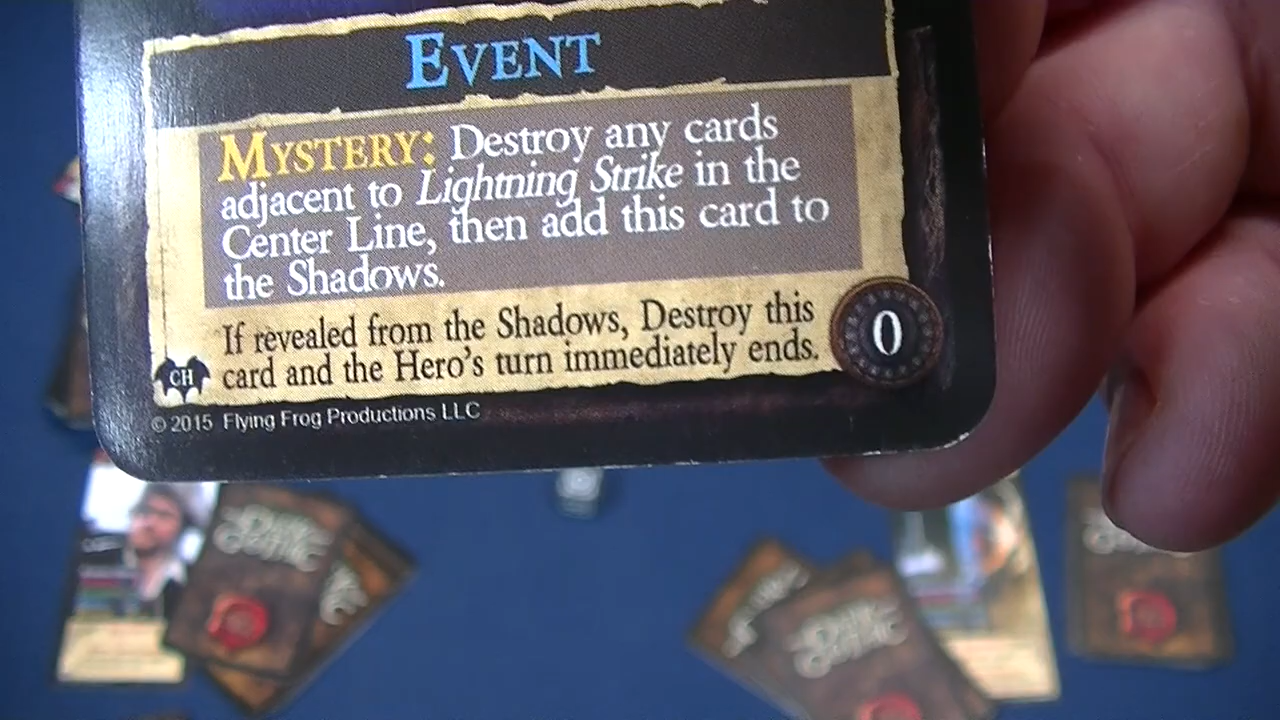 EVENT
MYSTERY: Destroy any cards
adjacent to Lightning Strike in the
Center Line, then add this card to
the Shadows.
If revealed from the Shadows, Destroy this
card and the Hero's turn immediately ends.
0
CH
© 2015 Flying Frog Productions LLC